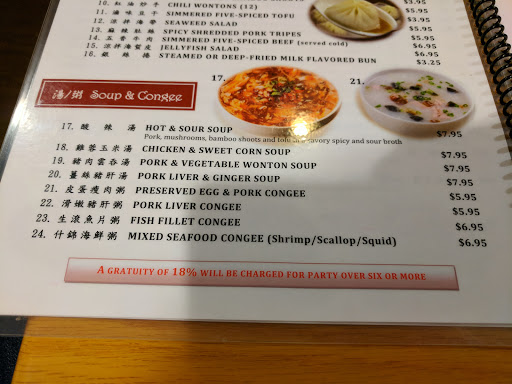 10. 紅油炒手 CHILI WONTONS (12) $3.95
11. 滷味豆干 SIMMERED FIVE-SPICED TOFU $3.95
12. 涼拌海帶 SEAWEED SALAD $3.95
13. 麻辣肚絲 SPICY SHREDDED PORK TRIPES $5.95
14. 五香牛肉 SIMMERED FIVE-SPICED BEEF (served cold) $6.95
15. 涼拌海蜇皮 JELLYFISH SALAD $6.95
16. 銀絲捲 STEAMED OR DEEP-FRIED MILK FLAVORED BUN $3.25
湯/粥 Soup & Congee
17.
21.
17. 酸辣湯 HOT & SOUR SOUP $7.95
Pork, mushrooms, bamboo shoots and tofu in a savory spicy and sour broth
18. 雞蓉玉米湯 CHICKEN & SWEET CORN SOUP $7.95
19. 豬肉雲吞湯 PORK & VEGETABLE WONTON SOUP $7.95
20. 薑絲豬肝湯 PORK LIVER & GINGER SOUP $7.95
21. 皮蛋瘦肉粥 PRESERVED EGG & PORK CONGEE $5.95
22. 滑嫩豬肝粥 PORK LIVER CONGEE $5.95
23. 生滾魚片粥 FISH FILLET CONGEE $6.95
24. 什錦海鮮粥 MIXED SEAFOOD CONGEE (Shrimp/Scallop/Squid) $6.95
A GRATUITY OF 18% WILL BE CHARGED FOR PARTY OVER SIX OR MORE